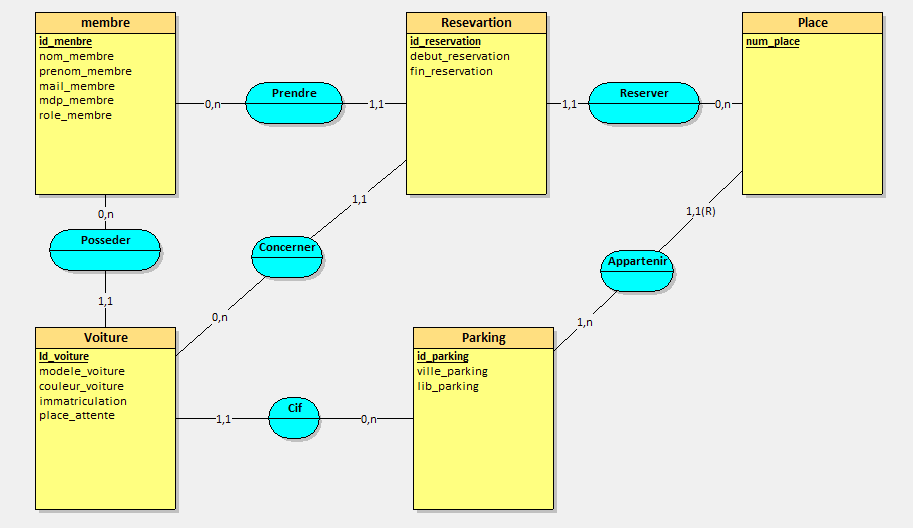 membre
id_menbre
nom_membre
prenom_membre
mail_membre
mdp_membre
role_membre
0,n
Prendre
1,1
Resevartion
id_reservation
debut_reservation
fin_reservation
1,1
Reserver
0,n
Place
num_place
0,n
Posseder
1,1
1,1
Concerner
0,n
1,1(R)
Appartenir
1,n
Voiture
Id_voiture
modele_voiture
couleur_voiture
immatriculation
place_attente
1,1
Cif
0,n
Parking
id_parking
ville_parking
lib_parking